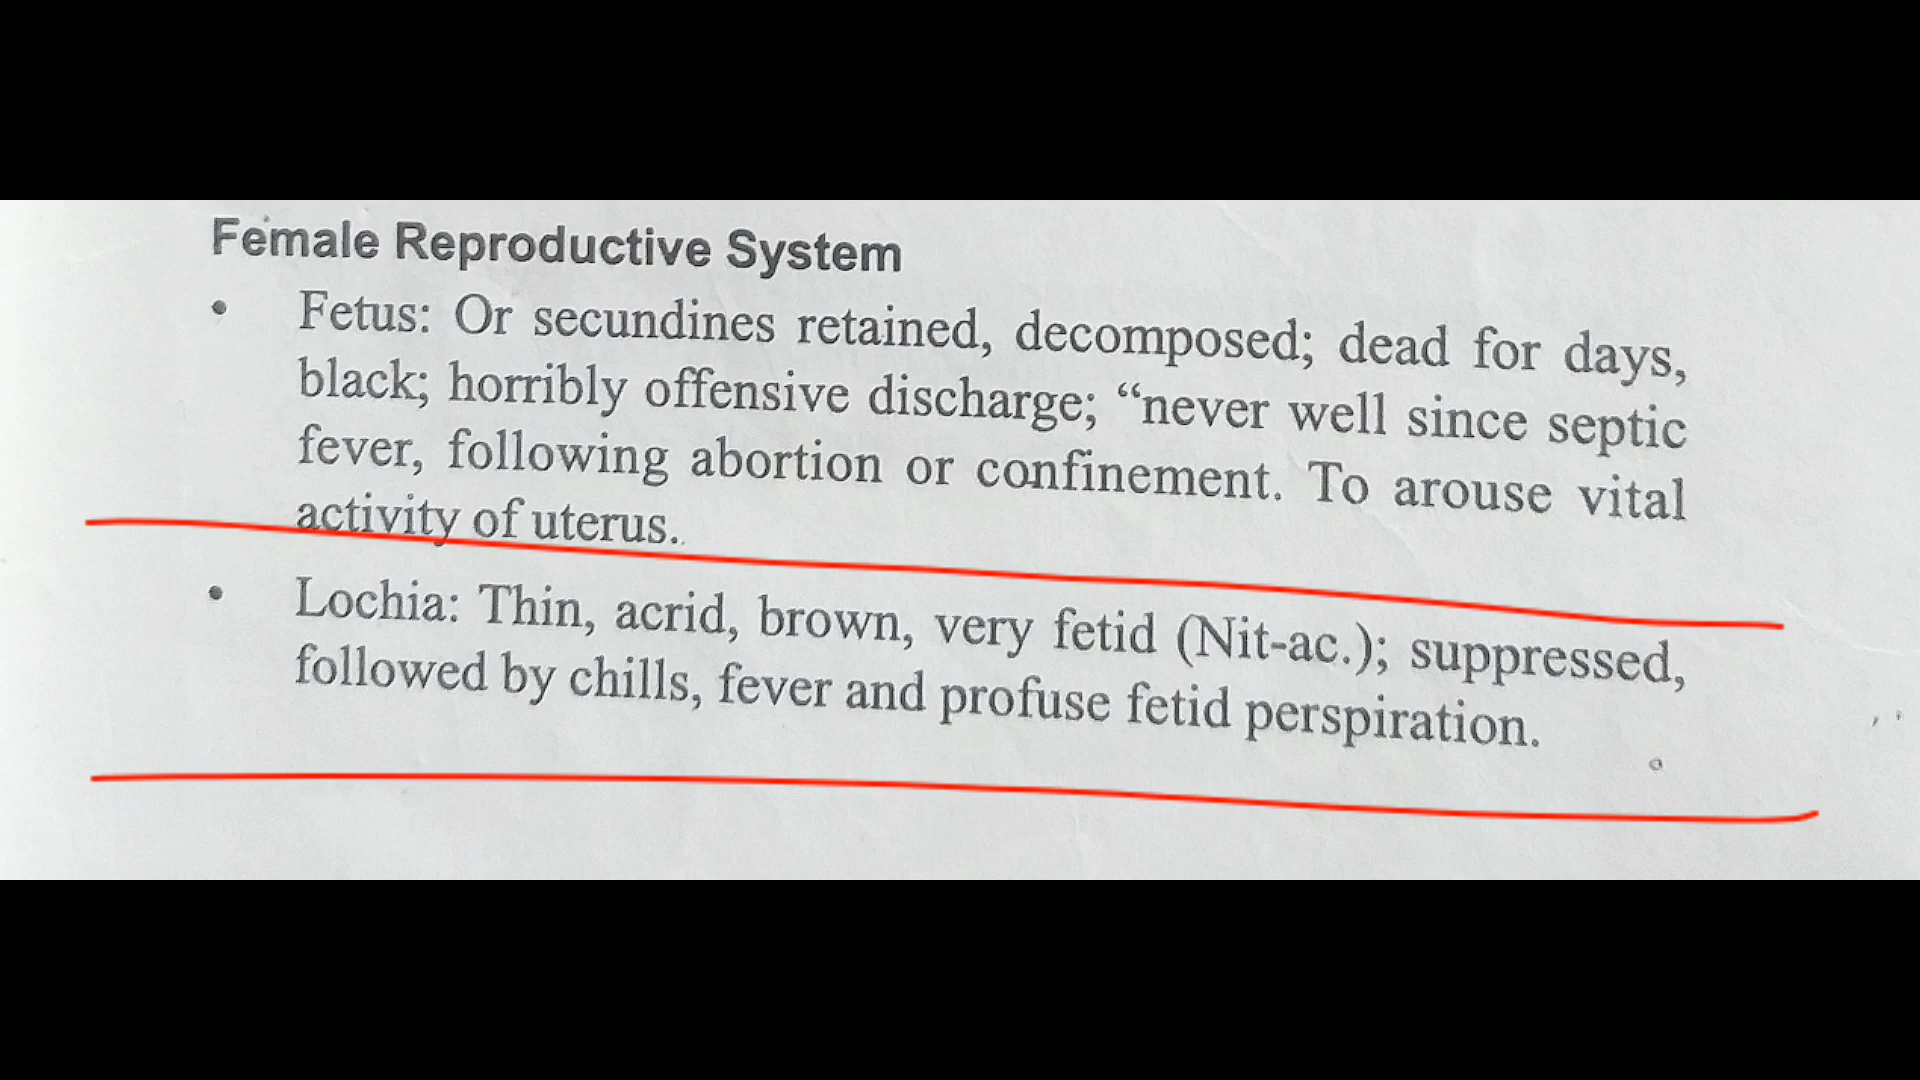 Female Reproductive System
• Fetus: Or secundines retained, decomposed; dead for days,
black; horribly offensive discharge; “never well since septic
fever, following abortion or confinement. To arouse vital
activity of uterus.
• Lochia: Thin, acrid, brown, very fetid (Nit-ac.); suppressed,
followed by chills, fever and profuse fetid perspiration.